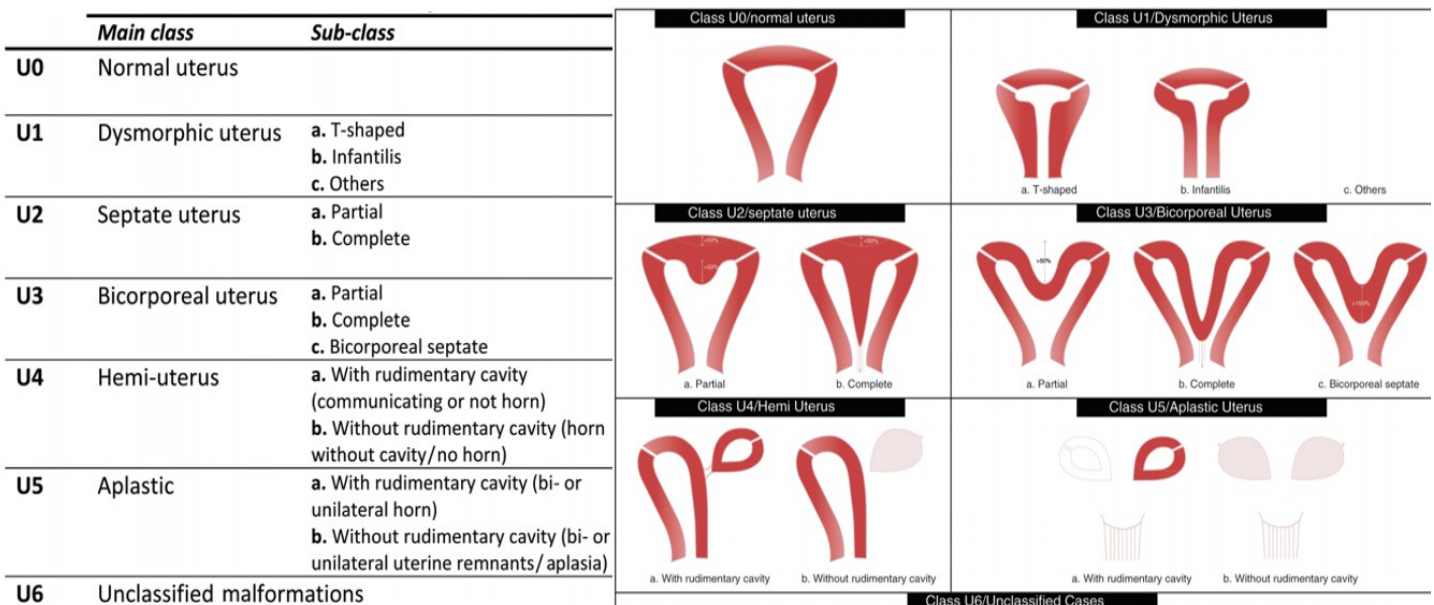 Main class Sub-class
U0 Normal uterus
U1 Dysmorphic uterus a. T-shaped
b. Infantilis
c. Others
U2 Septate uterus a. Partial
b. Complete
U3 Bicorporeal uterus a. Partial
b. Complete
c. Bicorporeal septate
U4 Hemi-uterus a. With rudimentary cavity
(communicating or not horn)
b. Without rudimentary cavity (horn
without cavity/no horn)
U5 Aplastic a. With rudimentary cavity (bi- or
unilateral horn)
b. Without rudimentary cavity (bi- or
unilateral uterine remnants/ aplasia)
U6 Unclassified malformations
Class U0/normal uterus
Class U1/Dysmorphic Uterus
a. T-shaped b. Infantilis c. Others
Class U2/septate uterus
<50%
>50%
<50%
a. Partial b. Complete
Class U3/Bicorporeal Uterus
>50%
>150%
a. Partial b. Complete c. Bicorporeal septate
Class U4/Hemi Uterus
a. With rudimentary cavity b. Without rudimentary cavity
Class U5/Aplastic Uterus
a. With rudimentary cavity b. Without rudimentary cavity
Class U6/Unclassified Cases